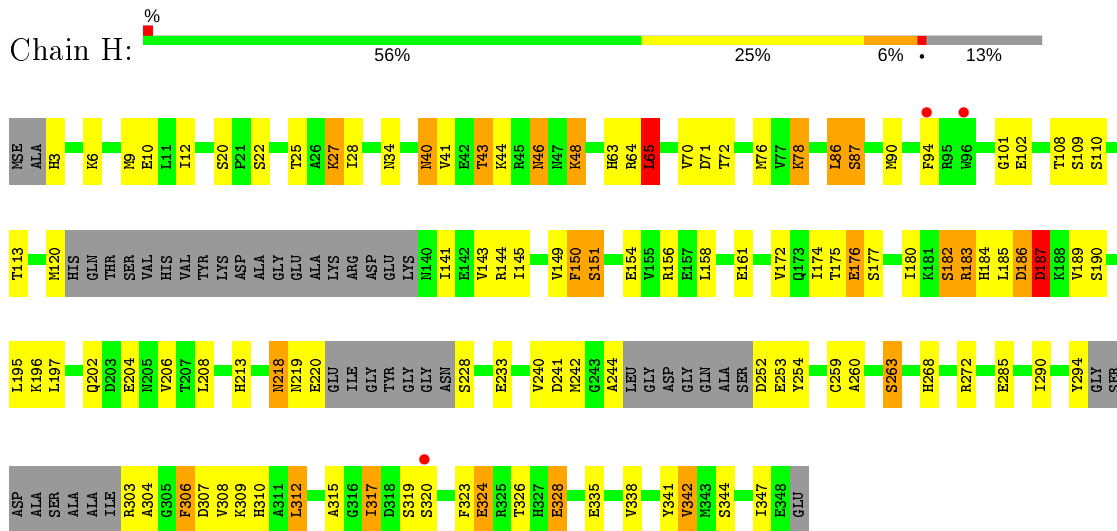 %
Chain H:
56% 25% 6% • 13%
MSE ALA H3 K6 M9 E10 L11 I12 S20 P21 S22 T25 A26 K27 I28 N34 N40 V41 E42 T43 K44 R45 N46 N47 K48 H63 R64 L65 V70 D71 T72 M76 V77 K78 L86 S87 M90 F94 R95 W96 G101 E102 T108 S109 S110
T113 M120 HIS GLN THR SER VAL HIS VAL TYR LYS ASP ALA GLY GLU ALA LYS ARG ASP GLU LYS N140 I141 E142 V143 R144 I145 V149 F150 S151 E154 V155 R156 E157 L158 E161 V172 Q173 I174 T175 E176 S177 I180 K181 S182 R183 H184 L185 D186 D187 K188 V189 S190
L195 K196 L197 Q202 D203 E204 N205 V206 T207 L208 H213 N218 N219 E220 GLU ILE GLY TYR GLY GLY ASN S228 E233 V240 D241 M242 G243 A244 LEU GLY ASP GLY GLN ALA SER D252 E253 Y254 C259 A260 S263 H268 R272 E285 I290 Y294 GLY SER
ASP ALA SER ALA ALA ILE R303 A304 G305 F306 D307 V308 K309 H310 A311 L312 A315 G316 I317 D318 S319 S320 F323 E324 R325 T326 H327 E328 E335 V338 Y341 V342 M343 S344 I347 E348 GLU